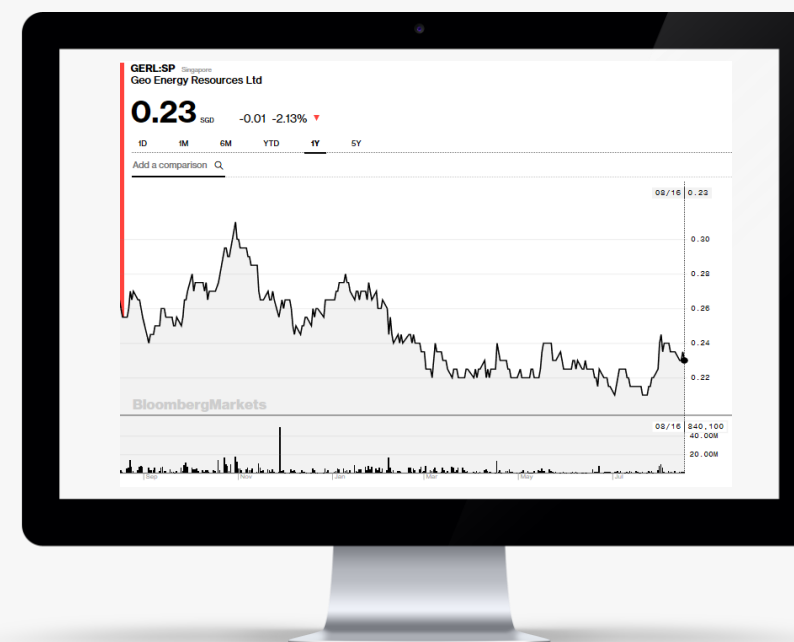 GERL:SP Singapore
Geo Energy Resources Ltd
0.23 SGD -0.01 -2.13% ▼
1D 1M 6M YTD 1Y 5Y
Add a comparison
08/16 0.23
0.30
0.28
0.26
0.24
0.22
BloombergMarkets
08/16 840,100
40.00M
20.00M
Sep Nov Jan Mar May Jul